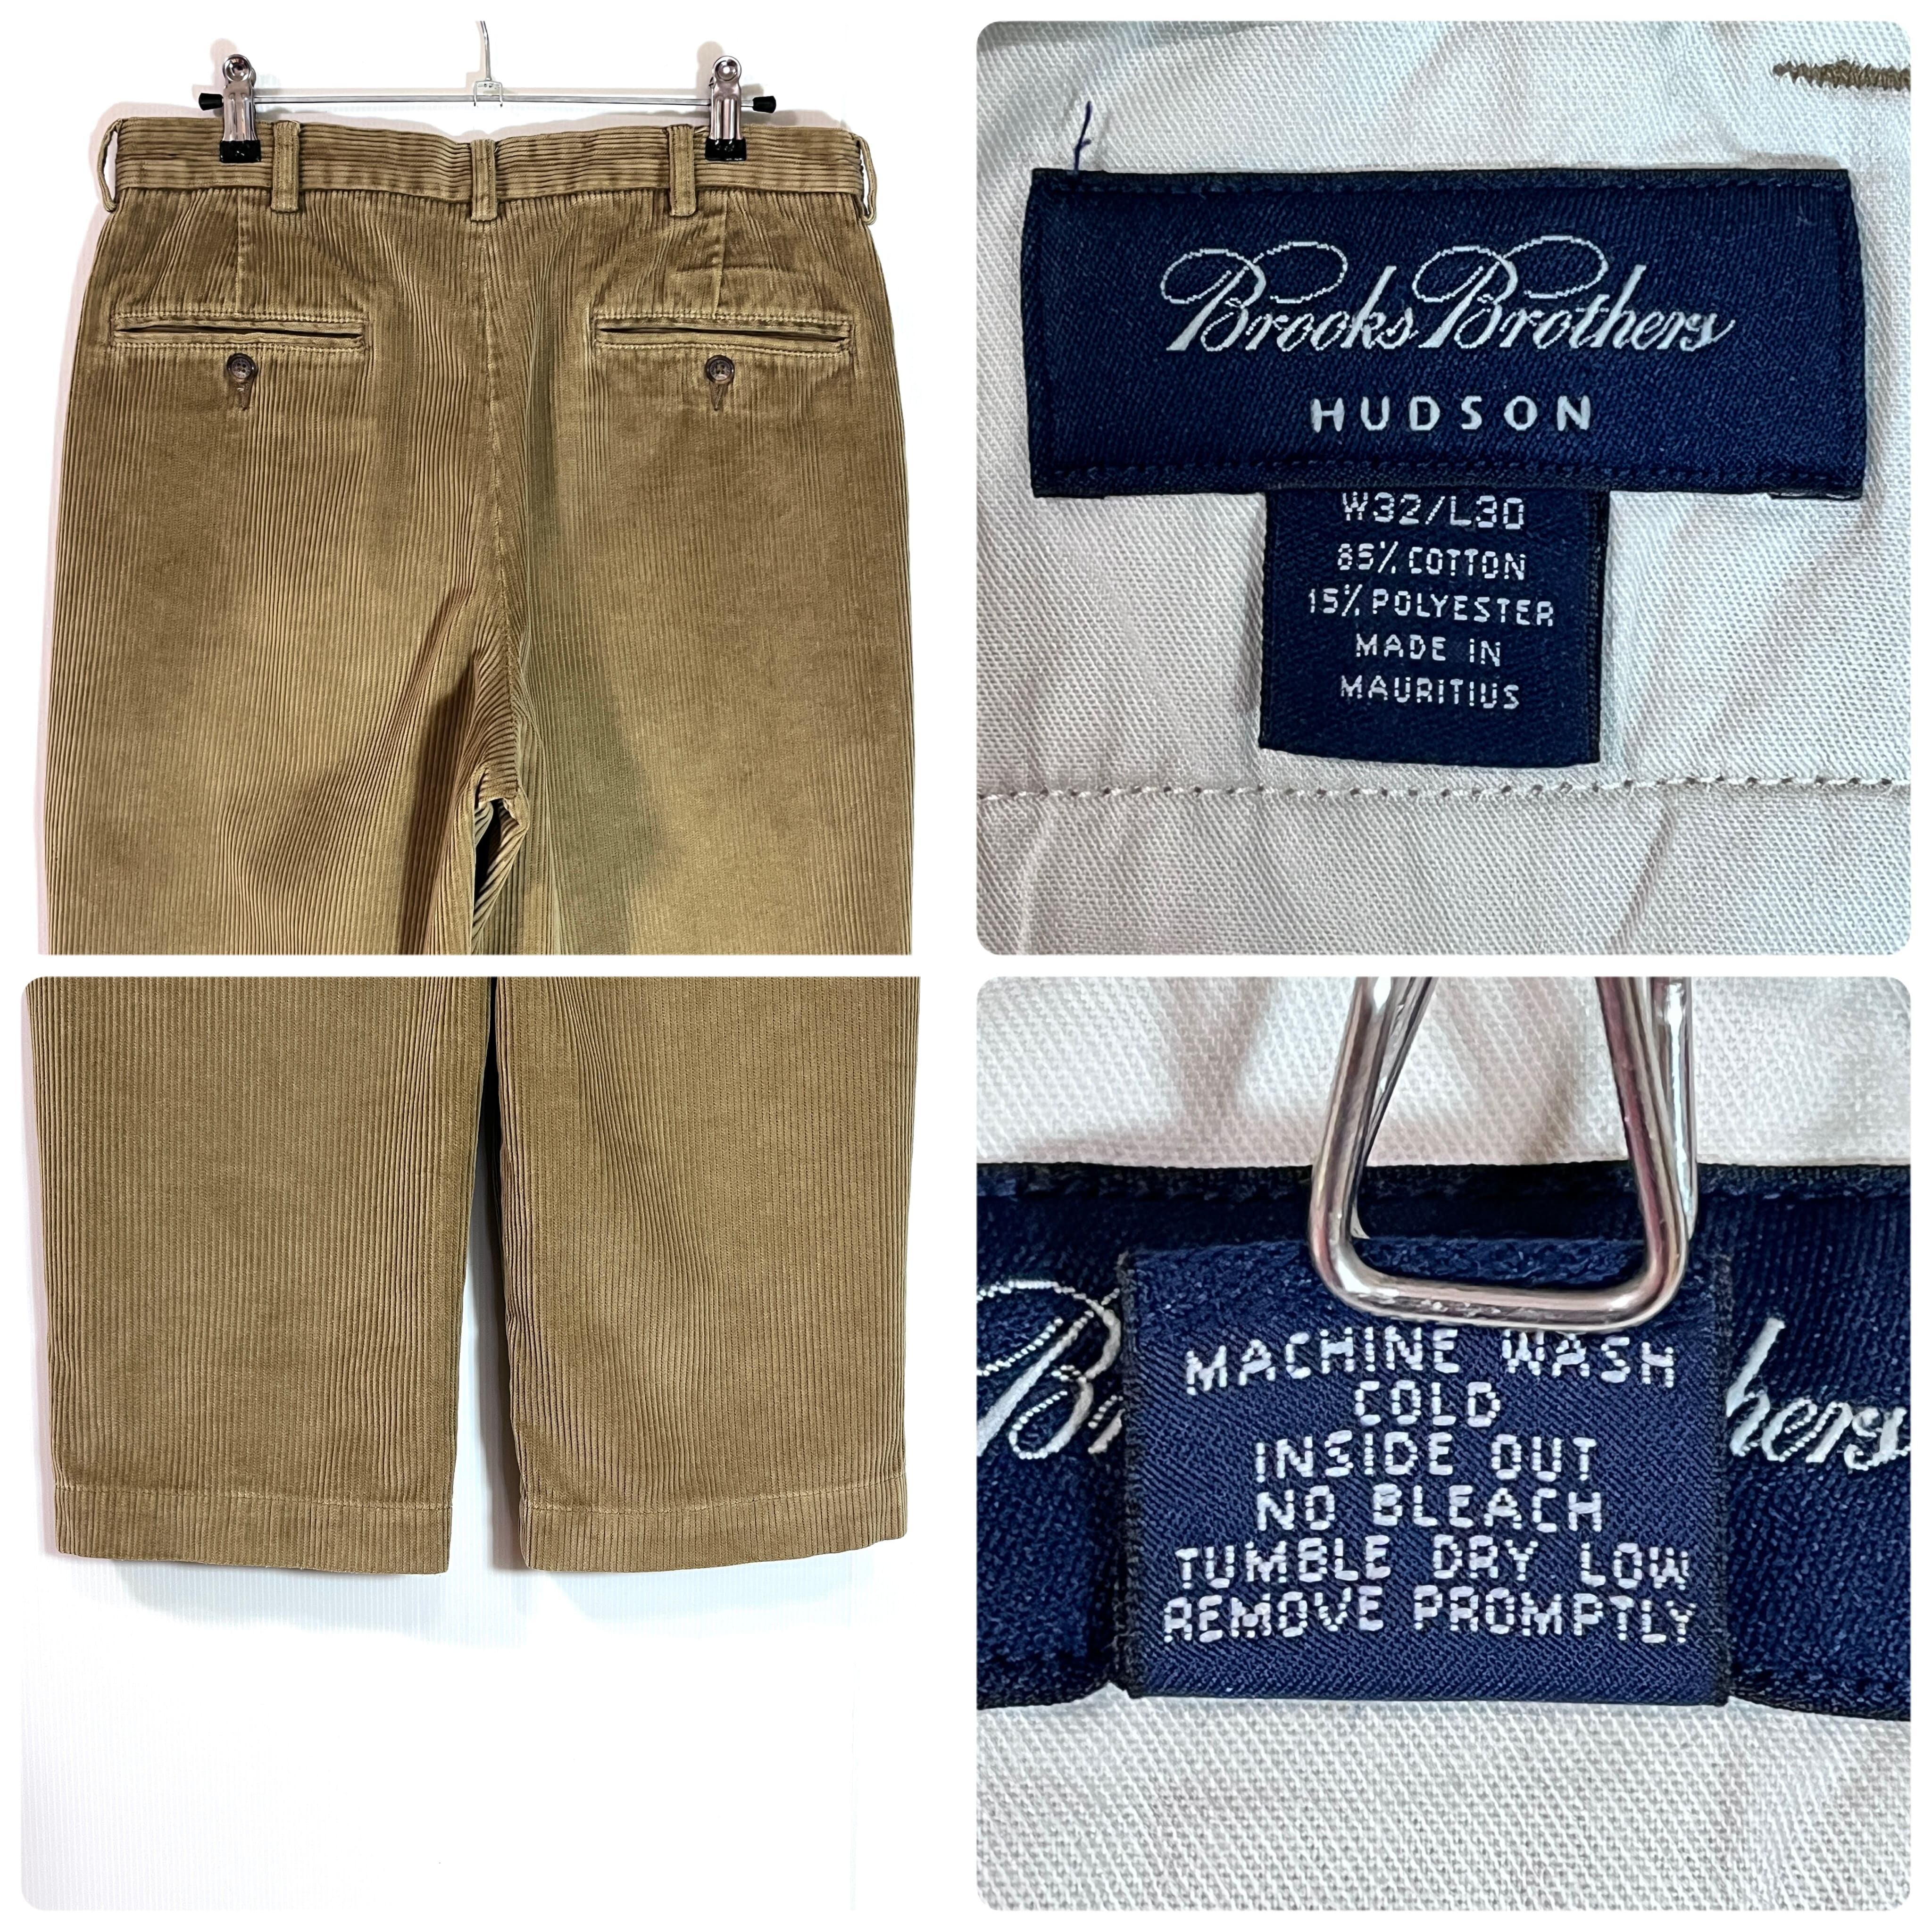 Brooks Brothers
HUDSON
W32/L30
85% COTTON
15% POLYESTER
MADE IN
MAURITIUS
MACHINE WASH
COLD
INSIDE OUT
NO BLEACH
TUMBLE DRY LOW
REMOVE PROMPTLY